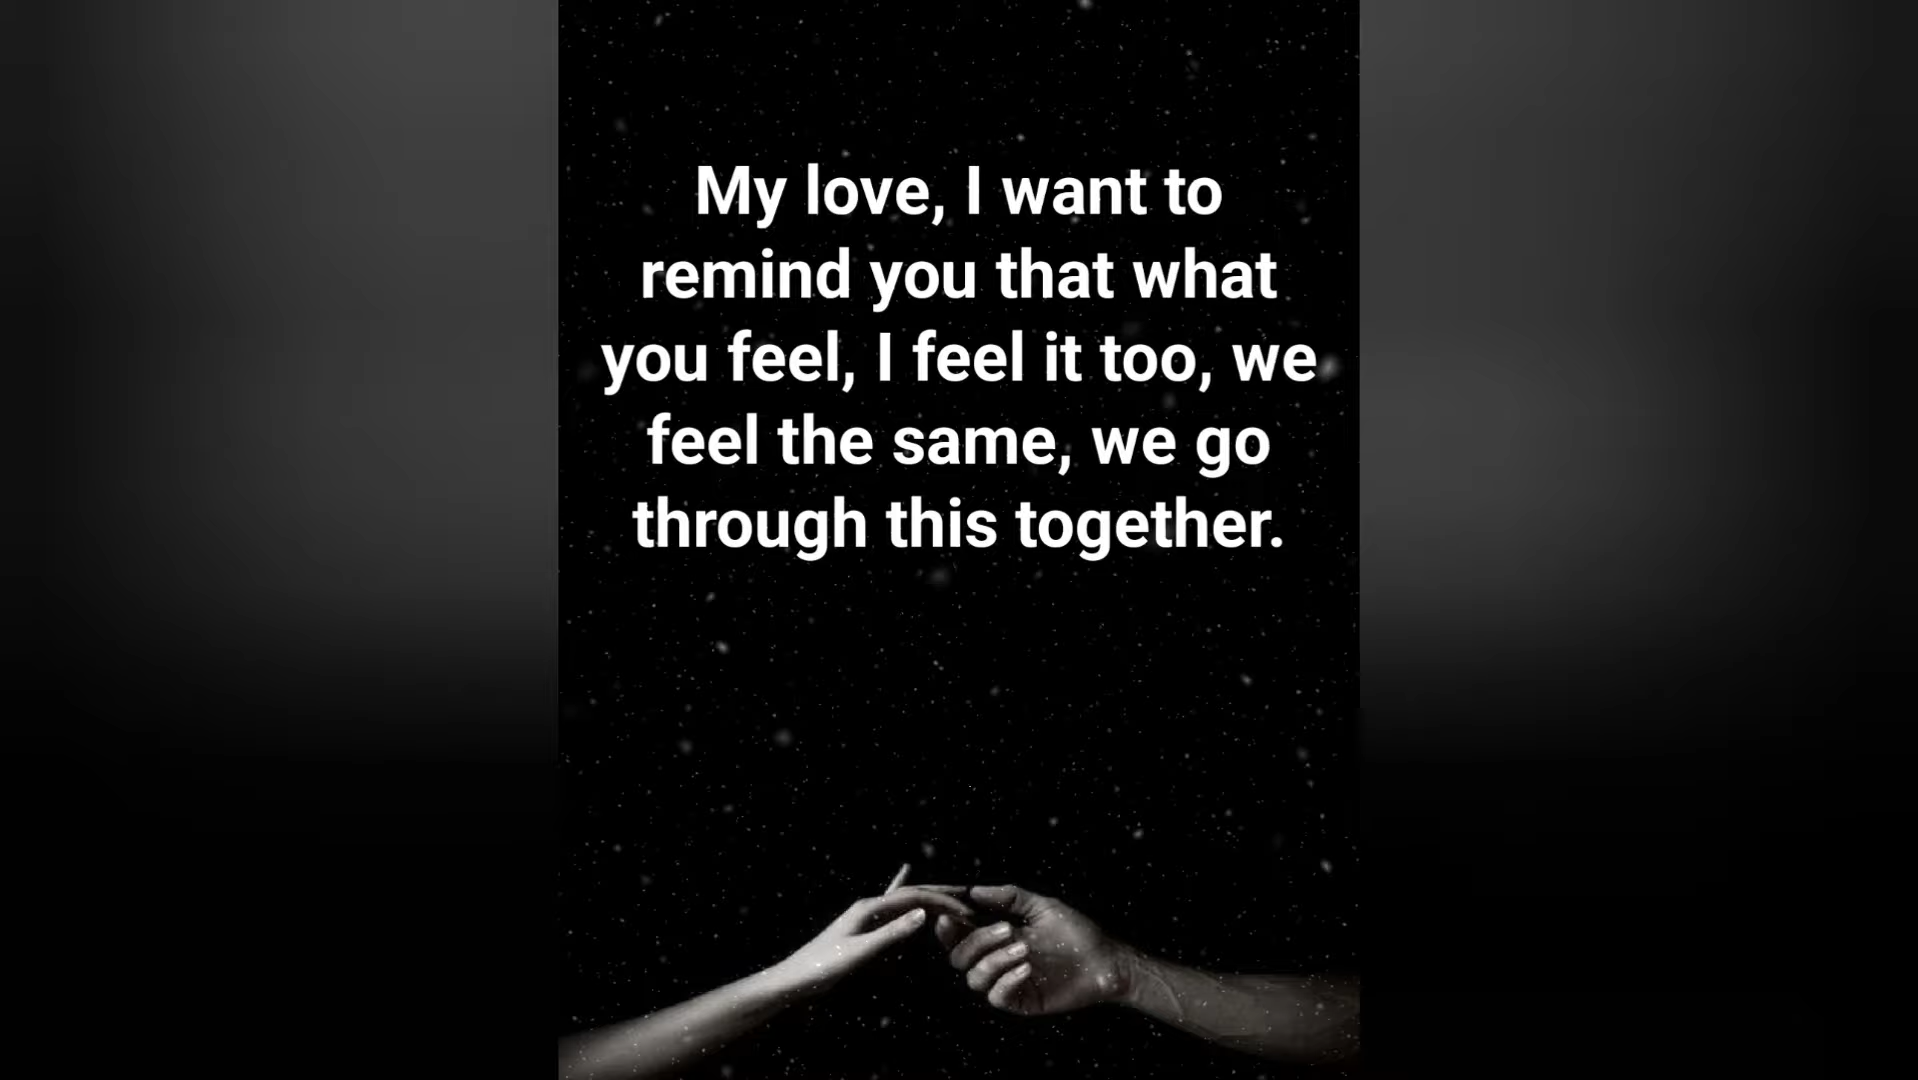 My love, I want to
remind you that what
you feel, I feel it too, we
feel the same, we go
through this together.